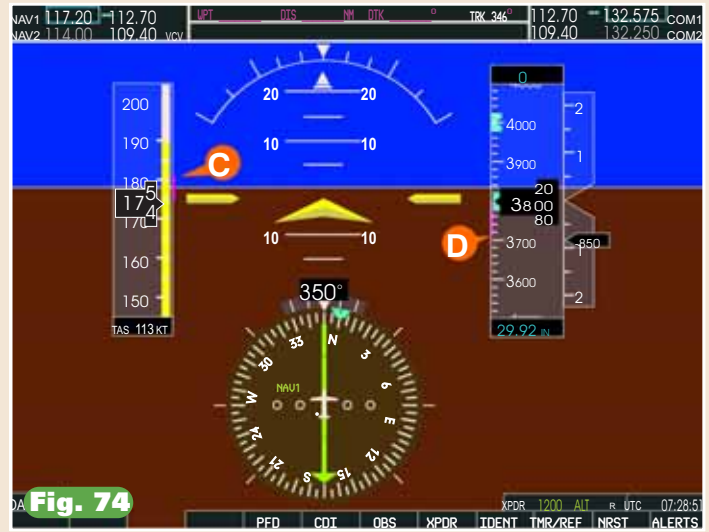 NAV1 117.20 112.70 WPT DIS NM DTK ° TRK 346° 112.70 132.575 COM1
NAV2 114.00 109.40 VCV 109.40 132.250 COM2
0
20 20
200
4000
2
190
10 10
3900
1
C
180
20
17 5 4
3800
80
170
D
10 10
3700
-850
1
160
3600
2
350°
150
TAS 113 KT
29.92 IN
33 N 3
30 6
NAV1
W E
24 12
21 S 15
Fig. 74
XPDR 1200 ALT R UTC 07:28:51
PFD CDI OBS XPDR IDENT TMR/REF NRST ALERTS